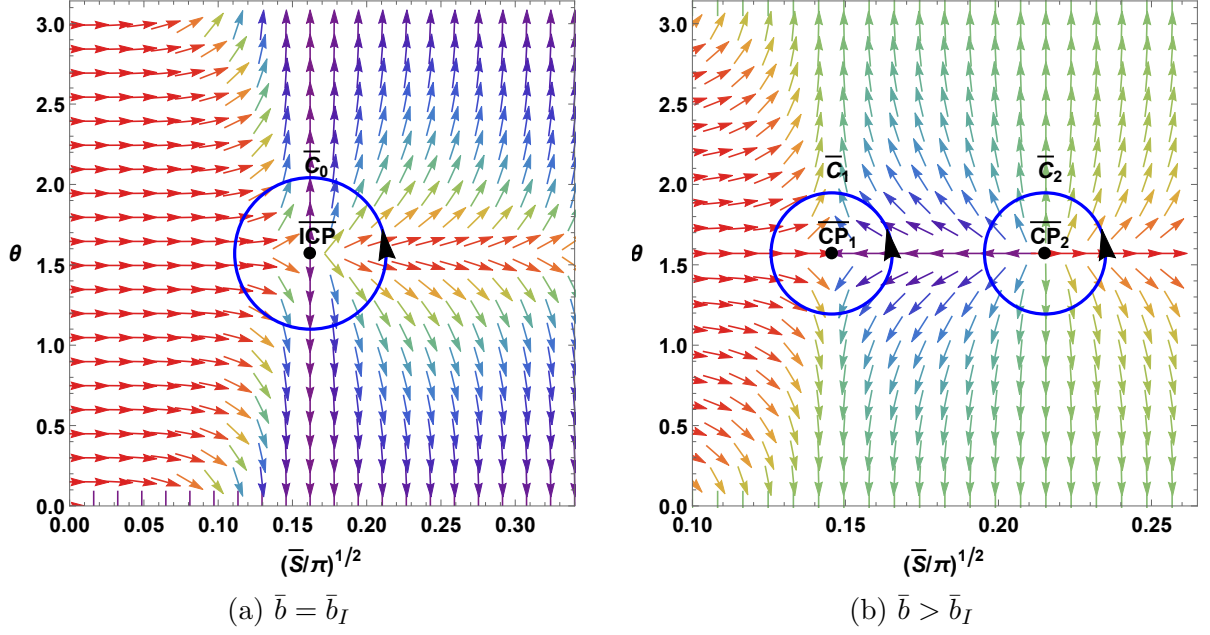 3.0
2.5
2.0
1.5
1.0
0.5
0.0
θ
C̅₀
I̅C̅P̅
0.00 0.05 0.10 0.15 0.20 0.25 0.30
(S̅/π)^{1/2}
(a) b̄ = b̄_I
3.0
2.5
2.0
1.5
1.0
0.5
0.0
θ
C̅₁ C̅₂
C̅P̅₁ C̅P̅₂
0.10 0.15 0.20 0.25
(S̅/π)^{1/2}
(b) b̄ > b̄_I